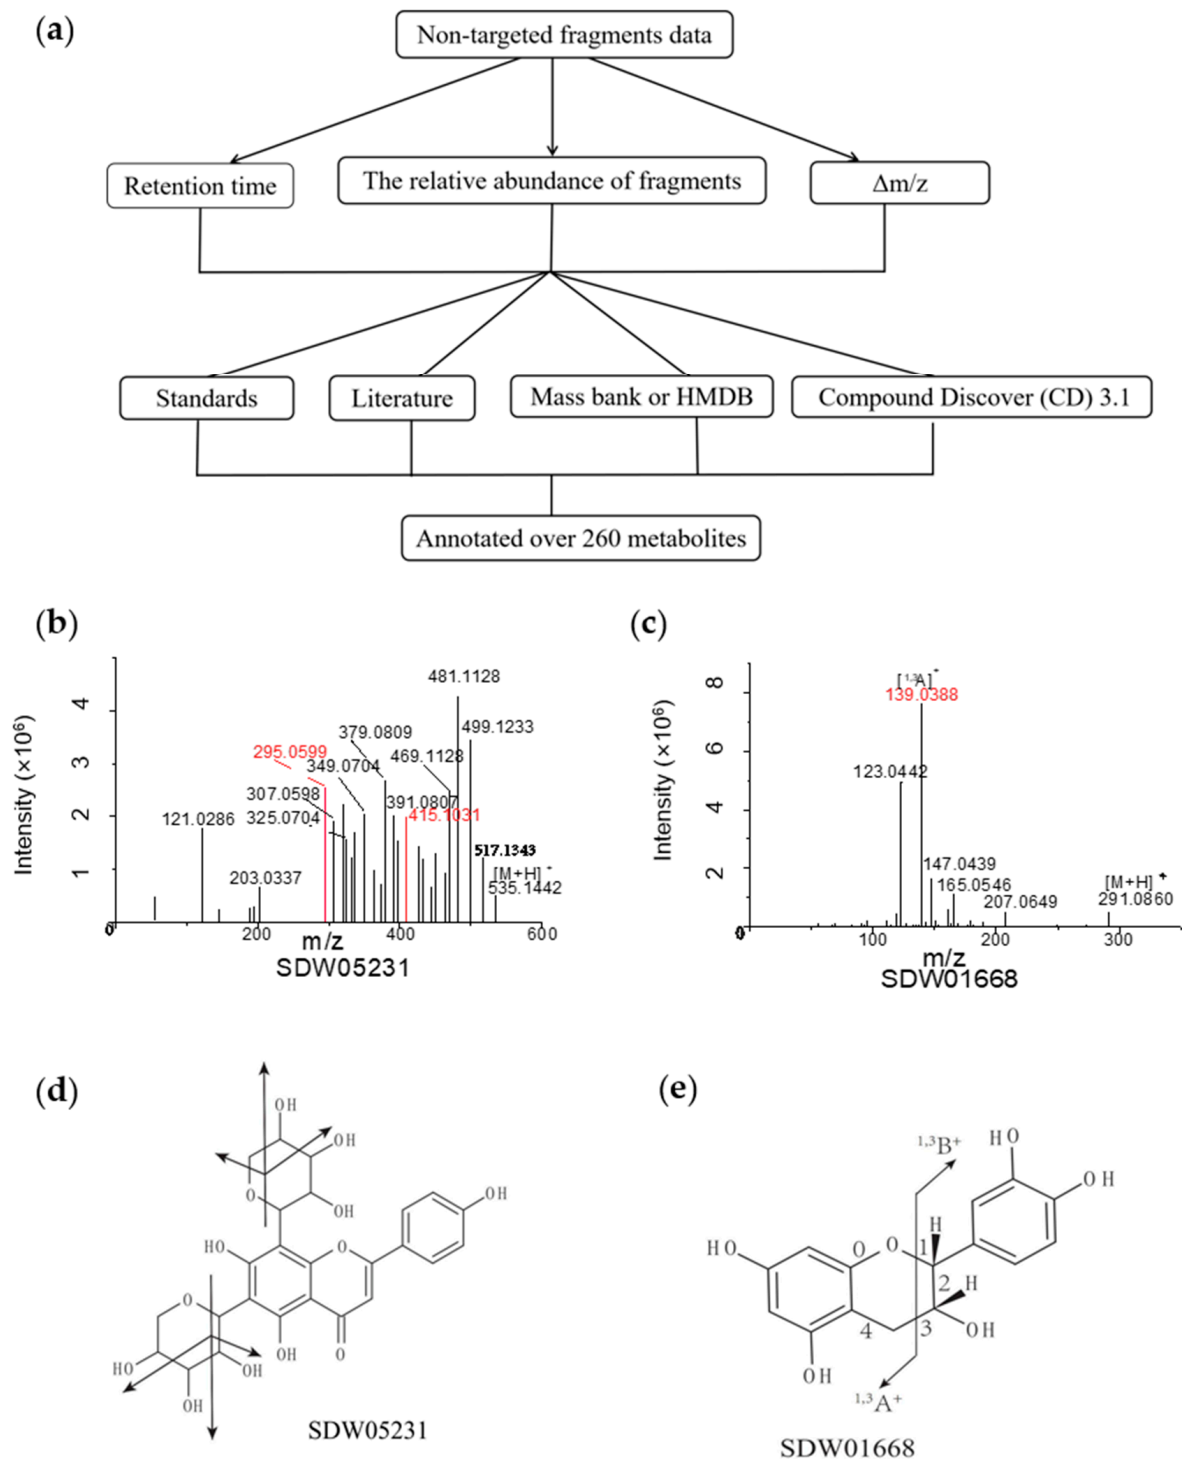 (a)
Non-targeted fragments data
Retention time
The relative abundance of fragments
Δm/z
Standards
Literature
Mass bank or HMDB
Compound Discover (CD) 3.1
Annotated over 260 metabolites
(b)
Intensity (×10⁶)
4
3
2
1
0
200
400
600
481.1128
499.1233
379.0809
469.1128
295.0599
349.0704
307.0598
391.0807
415.1031
325.0704
121.0286
203.0337
517.1343
[M+H]⁺
535.1442
m/z
SDW05231
(c)
Intensity (×10⁶)
8
6
4
2
0
100
200
300
[¹,³A]⁺
139.0388
123.0442
147.0439
165.0546
207.0649
[M+H]⁺
291.0860
m/z
SDW01668
(d)
OH
OH
O
OH
OH
HO
O
O
OH
O
HO
OH
OH
SDW05231
(e)
¹,³B⁺
HO
OH
H
HO
O
O
1
2
H
4
3
OH
OH
¹,³A⁺
SDW01668